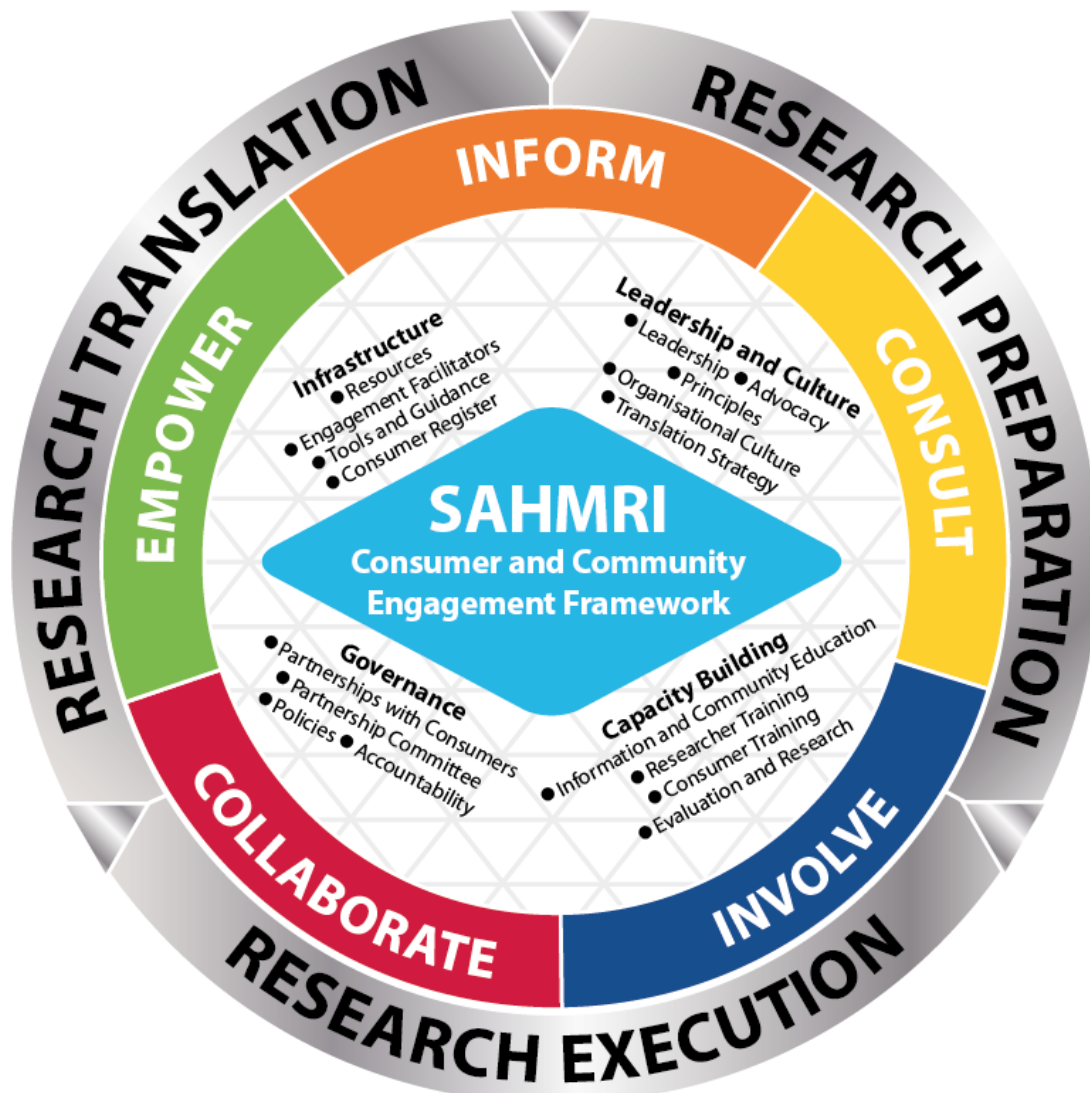 RESEARCH TRANSLATION
RESEARCH PREPARATION
RESEARCH EXECUTION
INFORM
CONSULT
INVOLVE
COLLABORATE
EMPOWER
Infrastructure
● Resources
● Engagement Facilitators
● Tools and Guidance
● Consumer Register
Leadership and Culture
● Leadership ● Advocacy
● Principles
● Organisational Culture
● Translation Strategy
SAHMRI
Consumer and Community
Engagement Framework
Governance
● Partnerships with Consumers
● Partnership Committee
● Policies ● Accountability
Capacity Building
● Information and Community Education
● Researcher Training
● Consumer Training
● Evaluation and Research